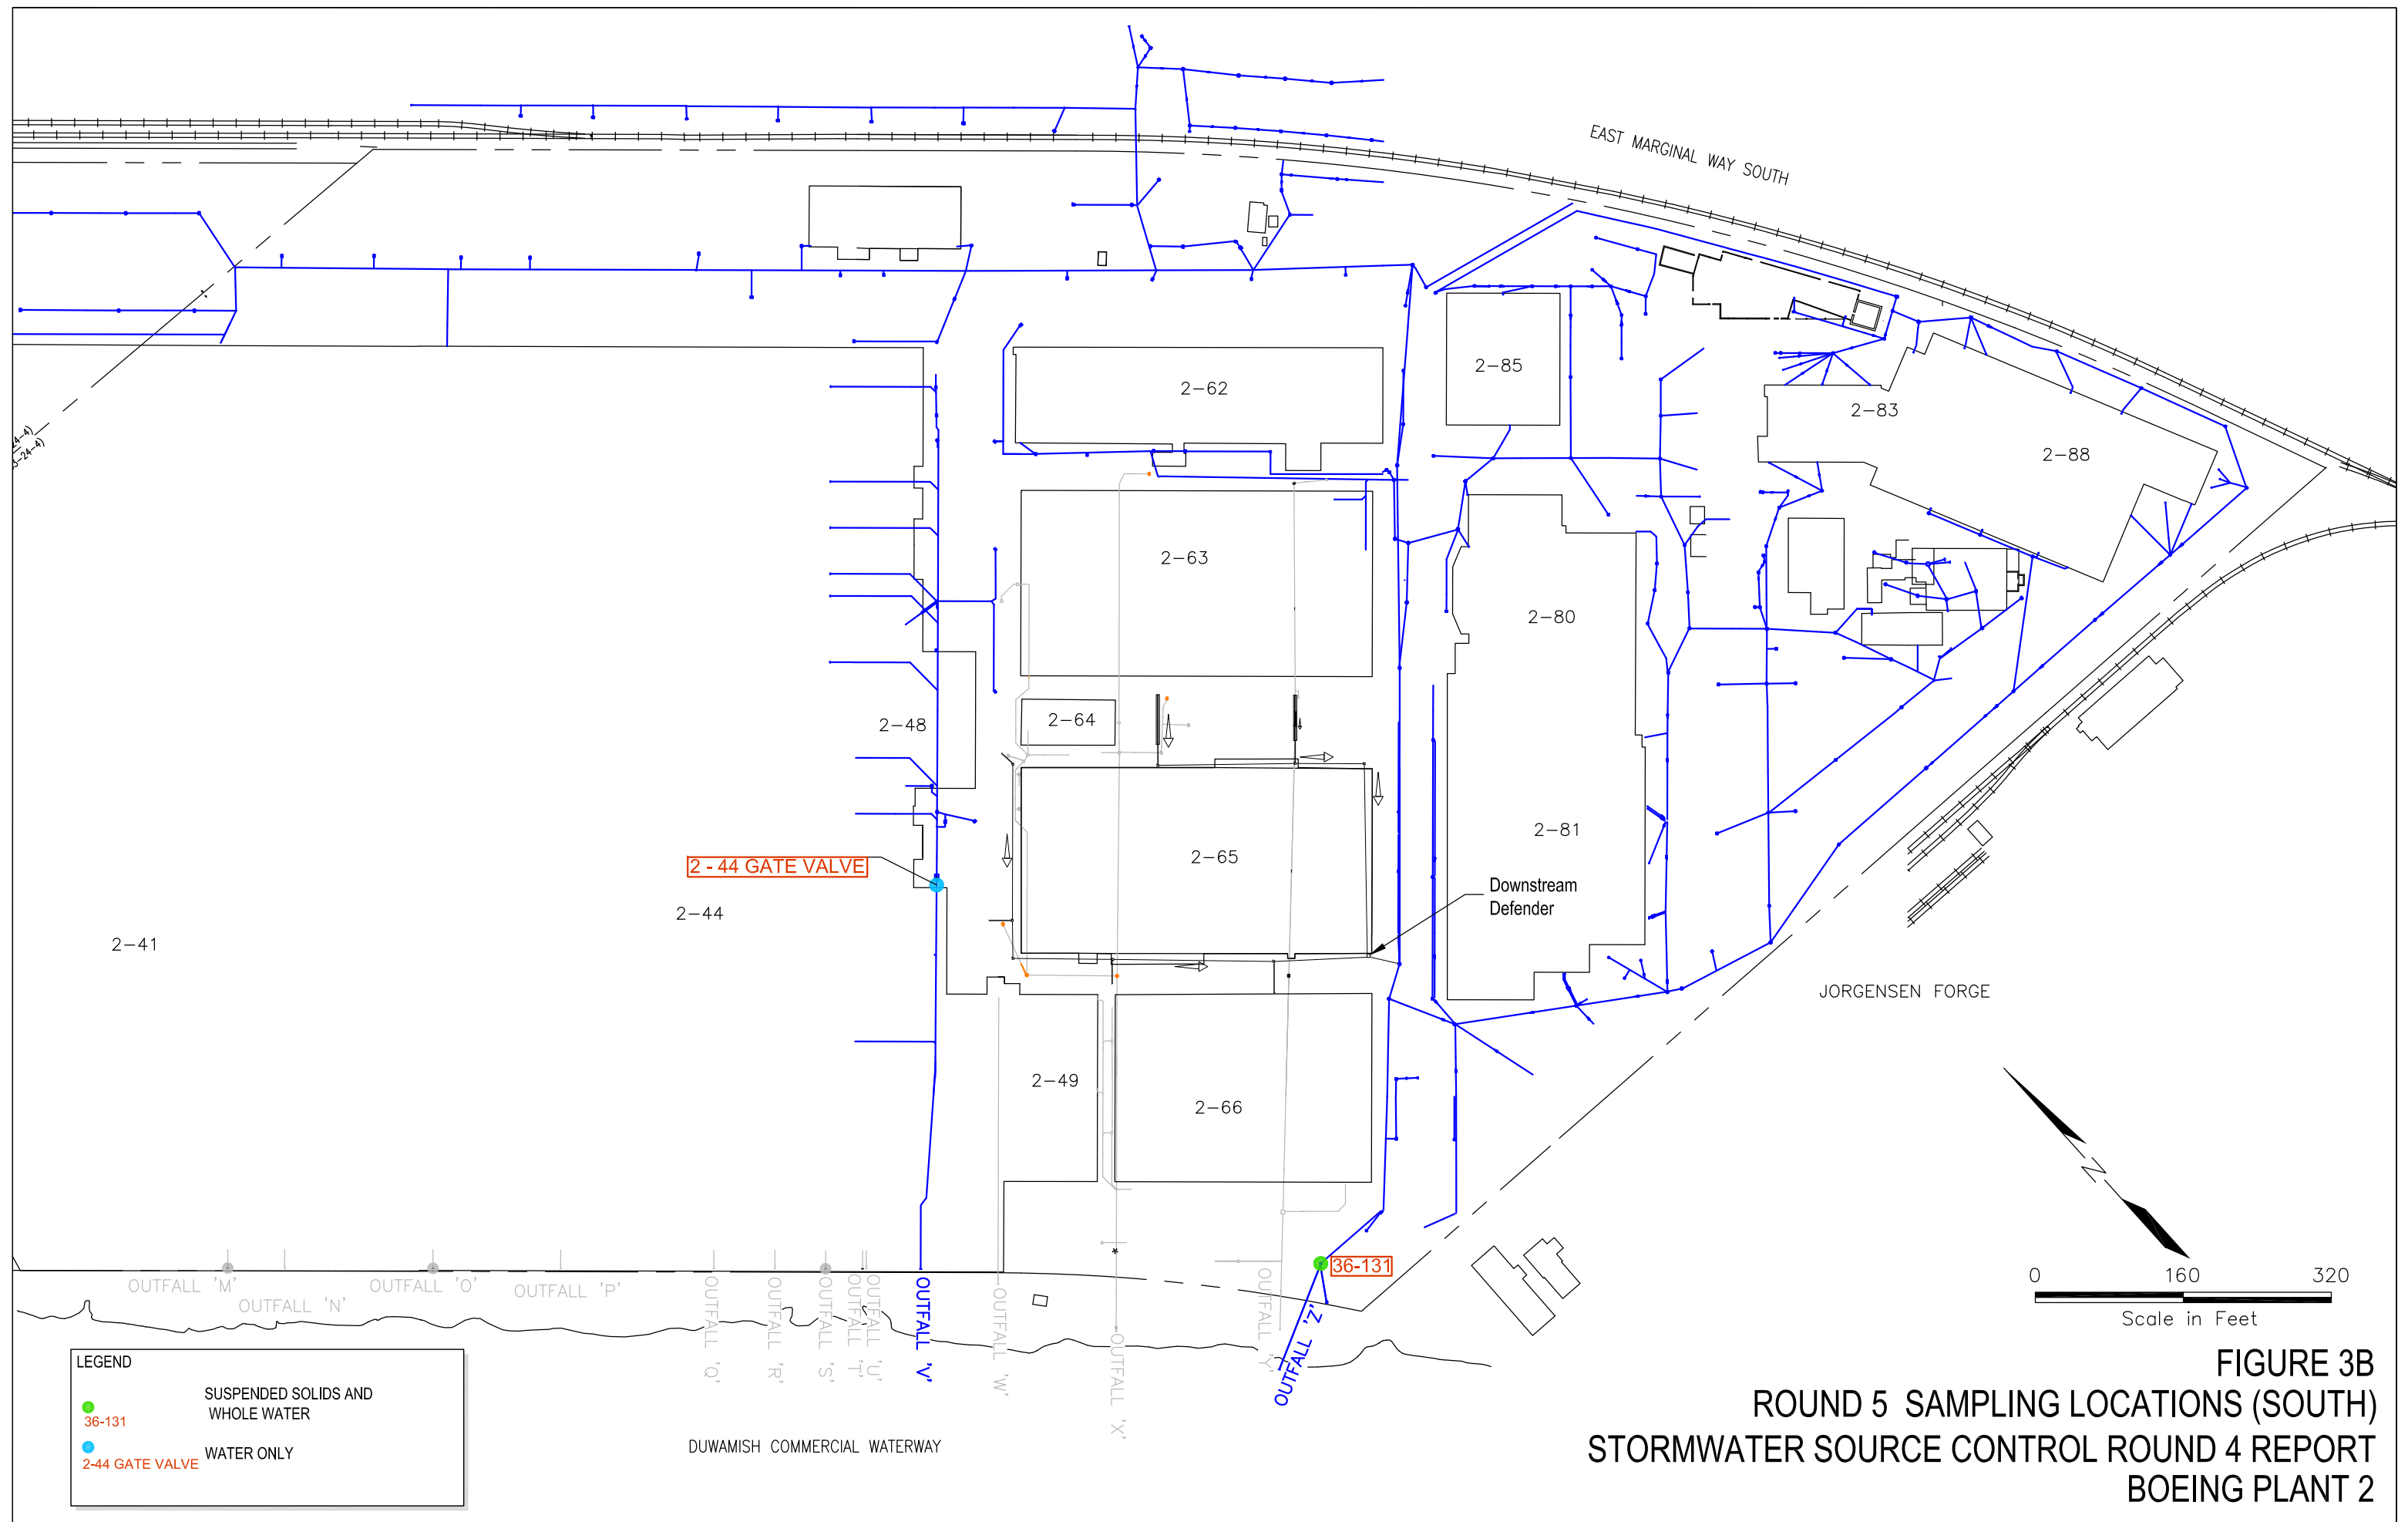 EAST MARGINAL WAY SOUTH
2-85
2-62
2-83
2-88
24-4)
5-24-4)
2-63
2-80
2-64
2-48
2-81
2-65
2 - 44 GATE VALVE
Downstream
Defender
2-44
2-41
JORGENSEN FORGE
2-49
2-66
N
36-131
0 160 320
Scale in Feet
OUTFALL 'M'
OUTFALL 'N'
OUTFALL 'O'
OUTFALL 'P'
OUTFALL 'Q'
OUTFALL 'R'
OUTFALL 'S'
OUTFALL 'T'
OUTFALL 'U'
OUTFALL 'V'
OUTFALL 'W'
OUTFALL 'X'
OUTFALL 'Y'
OUTFALL 'Z'
LEGEND
SUSPENDED SOLIDS AND
WHOLE WATER
36-131
WATER ONLY
2-44 GATE VALVE
DUWAMISH COMMERCIAL WATERWAY
FIGURE 3B
ROUND 5 SAMPLING LOCATIONS (SOUTH)
STORMWATER SOURCE CONTROL ROUND 4 REPORT
BOEING PLANT 2